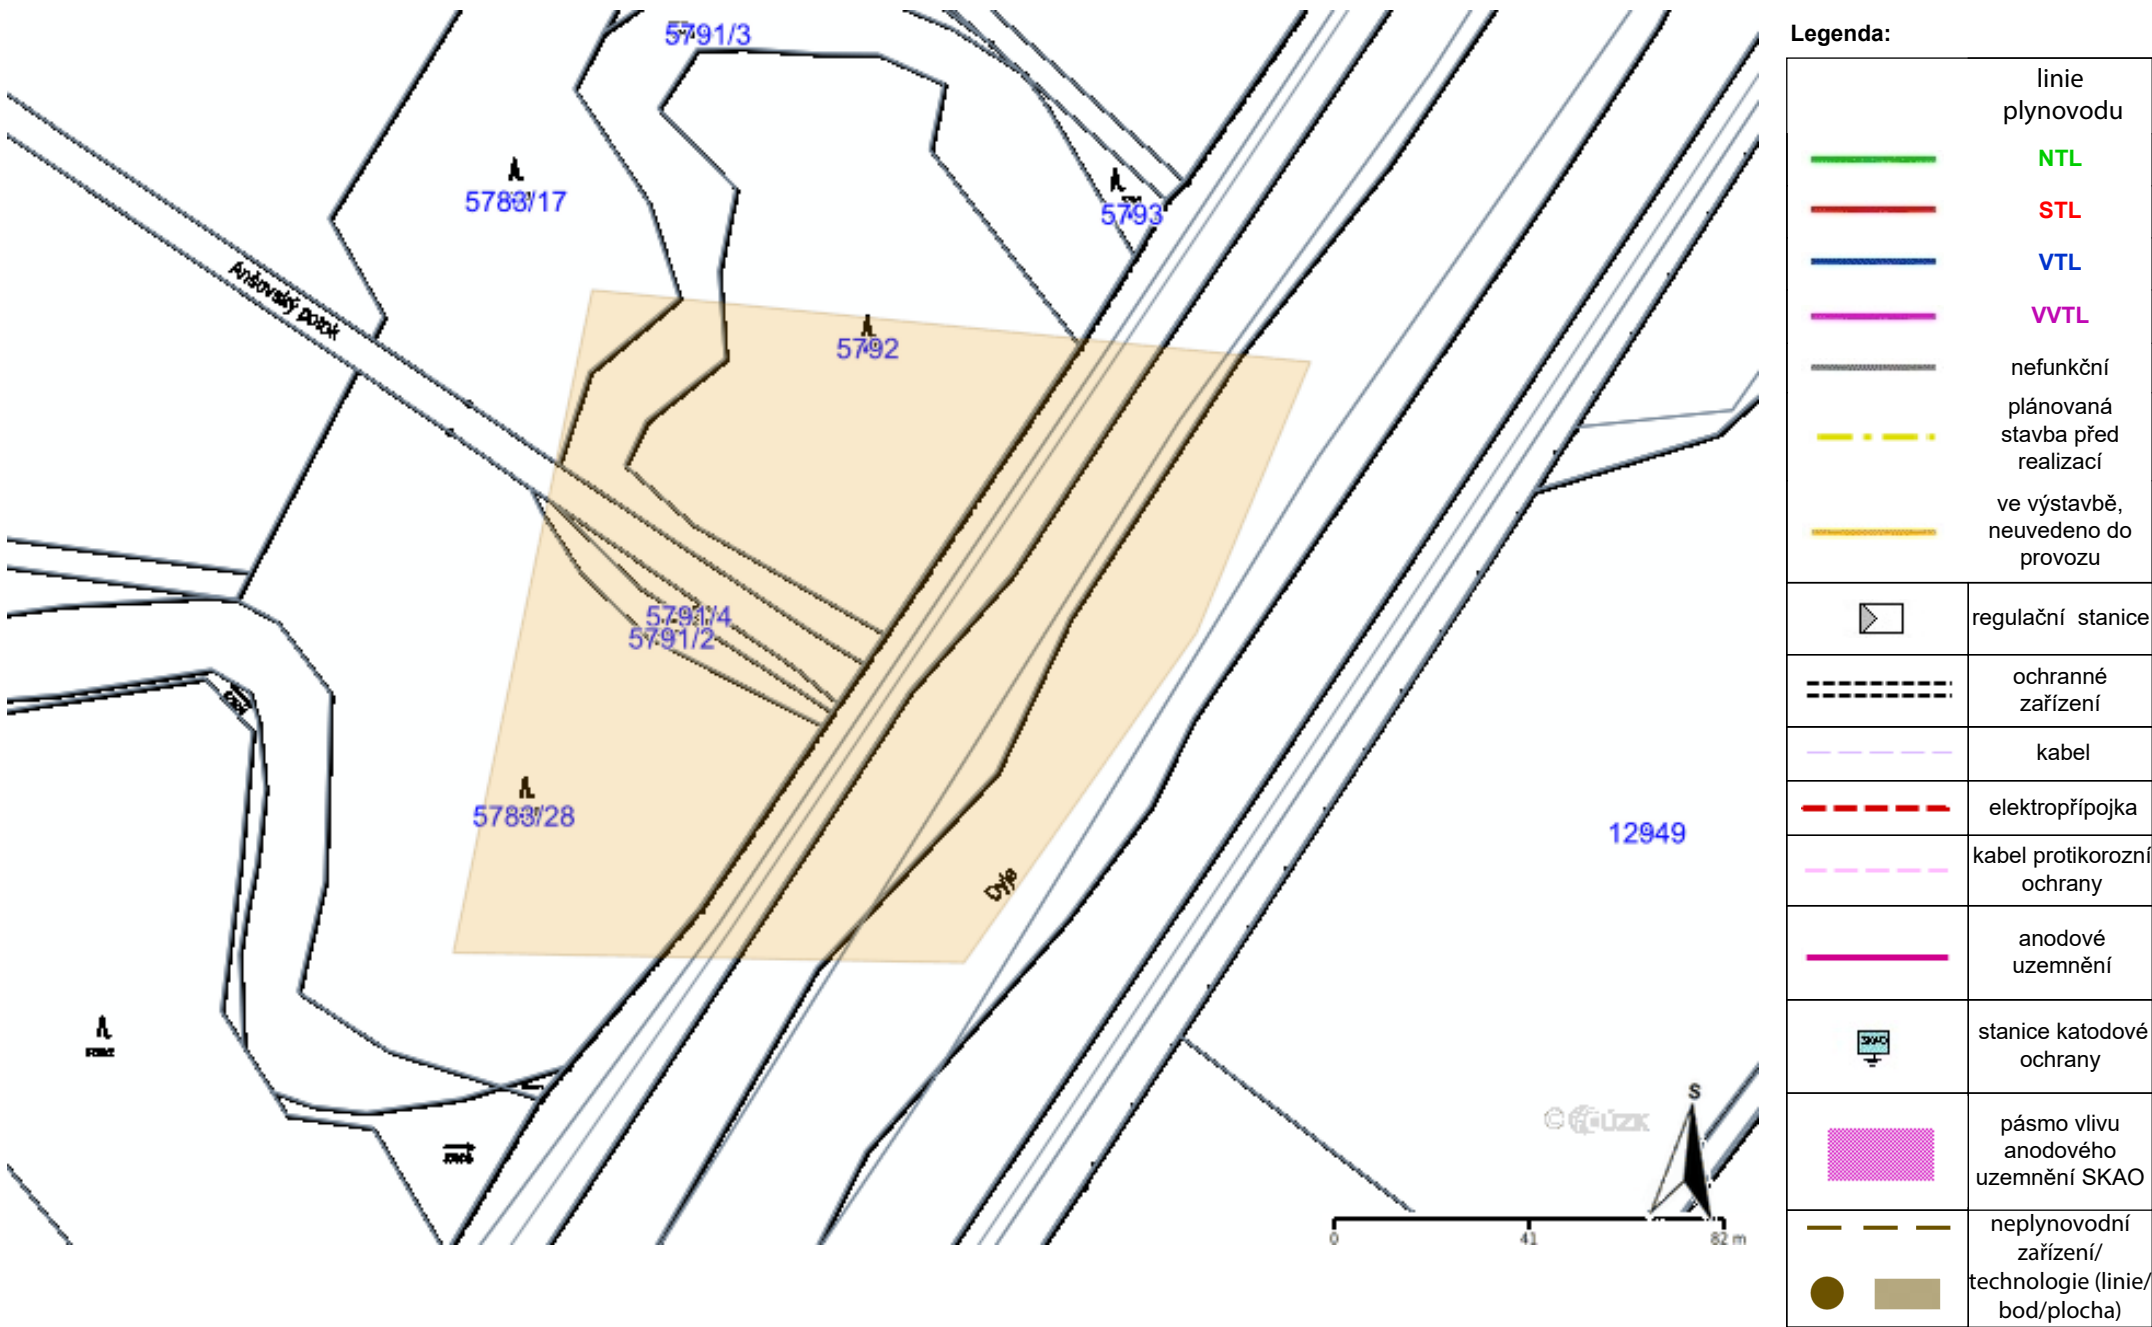 5791/3
5783/17
5793
Anšovský potok
5792
5791/4
5791/2
5783/28
Dyje
12949
©
ČÚZK
S
0 41 82 m
Legenda:
linie
plynovodu
NTL
STL
VTL
VVTL
nefunkční
plánovaná
stavba před
realizací
ve výstavbě,
neuvedeno do
provozu
regulační stanice
ochranné
zařízení
kabel
elektropřípojka
kabel protikorozní
ochrany
anodové
uzemnění
SKAO
stanice katodové
ochrany
pásmo vlivu
anodového
uzemnění SKAO
neplynovodní
zařízení/
technologie (linie/
bod/plocha)